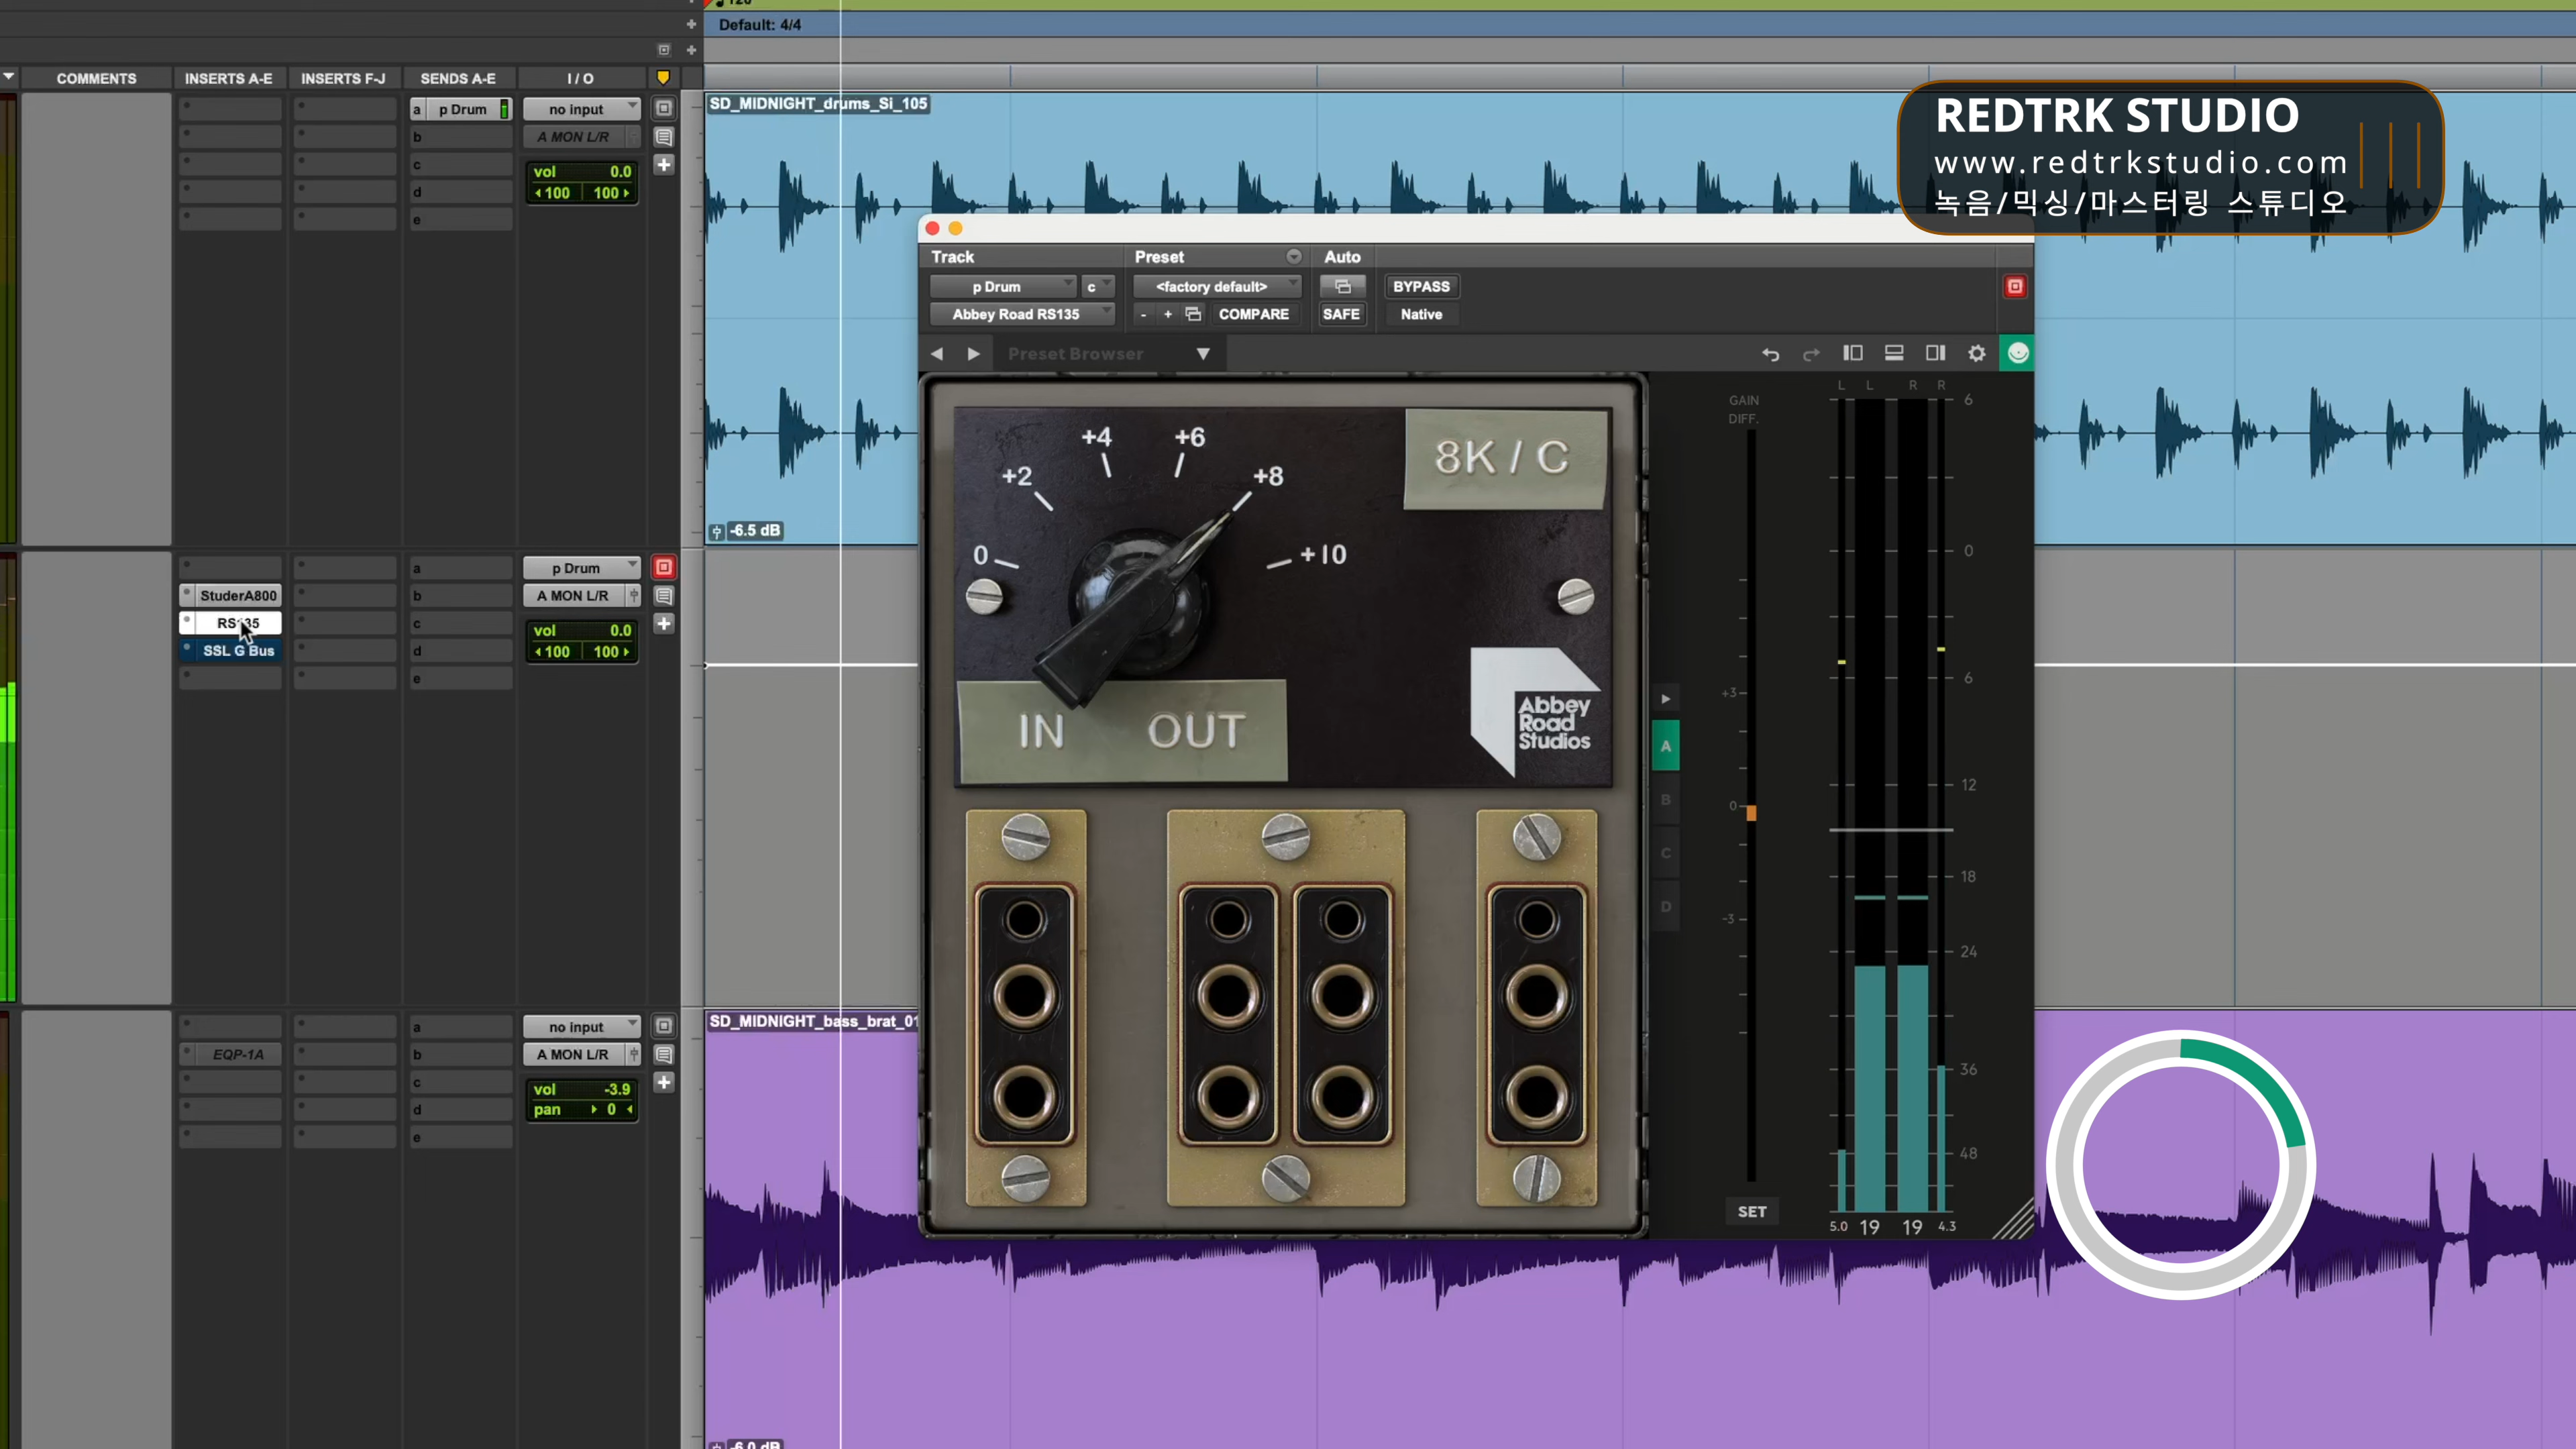 120
Default: 4/4
COMMENTS
INSERTS A-E
INSERTS F-J
SENDS A-E
I / O
a p Drum
b
c
d
e
no input
A MON L/R
vol 0.0
100 100
SD_MIDNIGHT_drums_Si_105
-6.5 dB
REDTRK STUDIO
www.redtrkstudio.com
녹음/믹싱/마스터링 스튜디오
Track
Preset
Auto
p Drum
c
<factory default>
BYPASS
Abbey Road RS135
- +
COMPARE
SAFE
Native
Preset Browser
0
+2
+4
+6
+8
+10
8K / C
IN OUT
Abbey
Road
Studios
A
B
C
D
GAIN
DIFF.
+3
0
-3
SET
L L R R
6
0
6
12
18
24
36
48
5.0 19 19 4.3
StuderA800
SSL G Bus
a
b
c
d
e
p Drum
A MON L/R
vol 0.0
100 100
EQP-1A
a
b
c
d
e
no input
A MON L/R
vol -3.9
pan 0
SD_MIDNIGHT_bass_brat_01